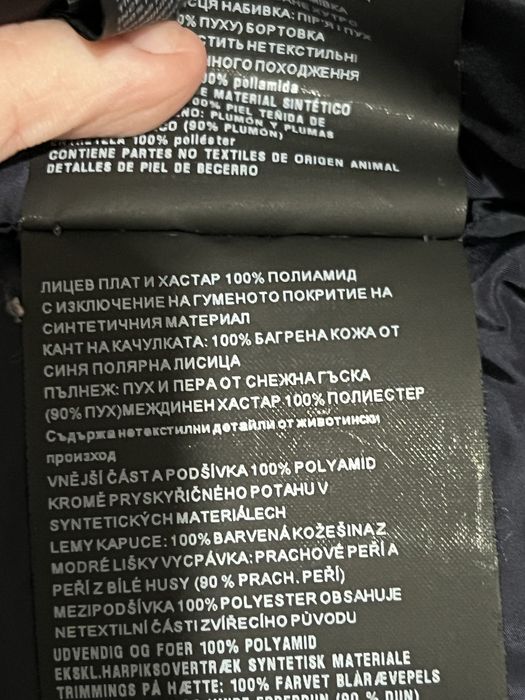 НАБИВКА: ПІР'Я І ПУХ
% ПУХУ) БОРТОВКА
НЕТЕКСТИЛЬНІ
ПОХОДЖЕННЯ
poliamida
E MATERIAL SINTÉTICO
PIEL TEÑIDA DE
PLUMÓN Y PLUMAS
(90% PLUMÓN)
100% poliéster
CONTIENE PARTES NO TEXTILES DE ORIGEN ANIMAL
DETALLES DE PIEL DE BECERRO
ЛИЦЕВ ПЛАТ И ХАСТАР 100% ПОЛИАМИД
С ИЗКЛЮЧЕНИЕ НА ГУМЕНОТО ПОКРИТИЕ НА
СИНТЕТИЧНИЯ МАТЕРИАЛ
КАНТ НА КАЧУЛКАТА: 100% БАГРЕНА КОЖА ОТ
СИНЯ ПОЛЯРНА ЛИСИЦА
ПЪЛНЕЖ: ПУХ И ПЕРА ОТ СНЕЖНА ГЪСКА
(90% ПУХ)МЕЖДИНЕН ХАСТАР 100% ПОЛИЕСТЕР
Съдържа нетекстилни детайли от животински
произход
VNĚJŠÍ ČÁST A PODŠÍVKA 100% POLYAMID
KROMĚ PRYSKYŘIČNÉHO POTAHU V
SYNTETICKÝCH MATERIÁLECH
LEMY KAPUCE: 100% BARVENÁ KOŽEŠINA Z
MODRÉ LIŠKY VYCPÁVKA: PRACHOVÉ PEŘÍ A
PEŘÍ Z BÍLÉ HUSY (90 % PRACH. PEŘÍ)
MEZIPODŠÍVKA 100% POLYESTER OBSAHUJE
NETEXTILNÍ ČÁSTI ZVÍŘECÍHO PŮVODU
UDVENDIG OG FOER 100% POLYAMID
EKSKL.HARPIKSOVERTRÆK SYNTETISK MATERIALE
TRIMMINGS PÅ HÆTTE: 100% FARVET BLÅRÆVEPELS
(90 % DUN)